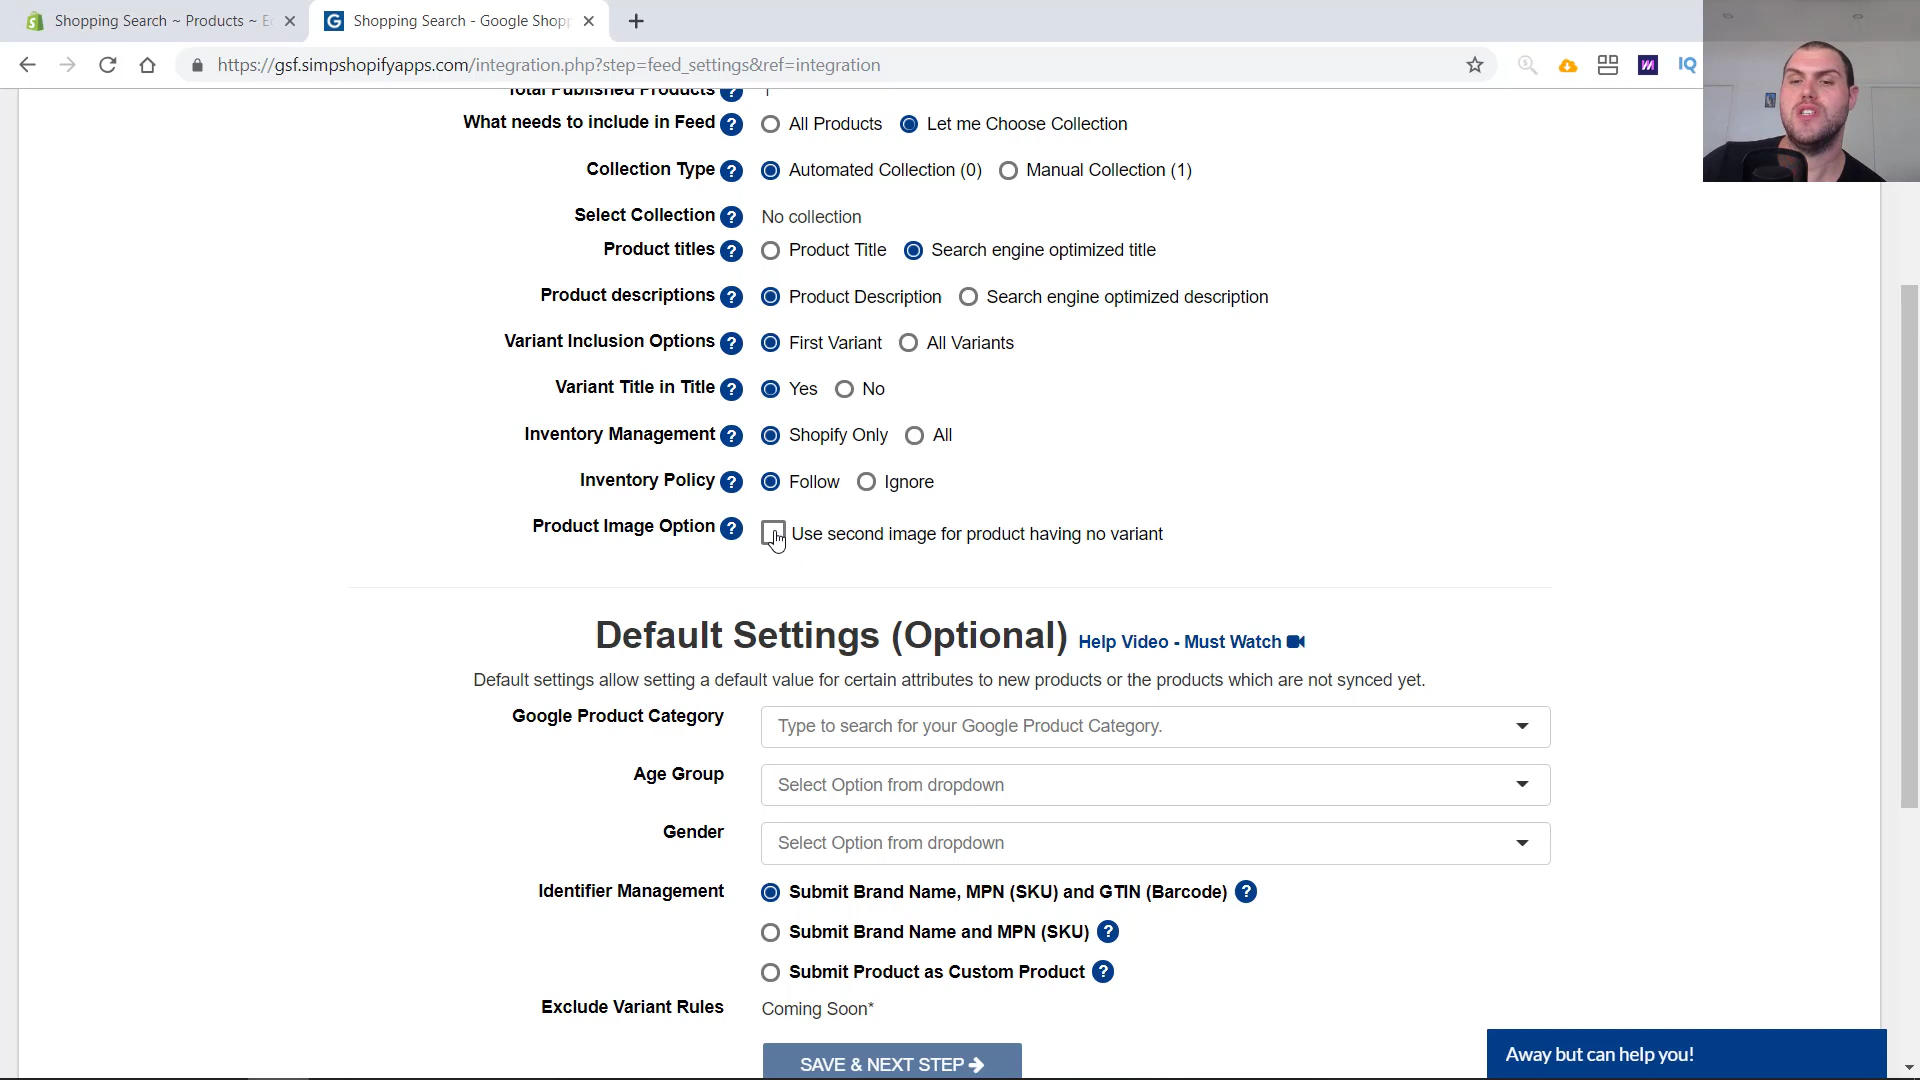 Shopping Search ~ Products ~ E
Shopping Search - Google Shop
https://gsf.simpshopifyapps.com/integration.php?step=feed_settings&ref=integration
IQ
Total Published Products ? 1
What needs to include in Feed ? All Products Let me Choose Collection
Collection Type ? Automated Collection (0) Manual Collection (1)
Select Collection ? No collection
Product titles ? Product Title Search engine optimized title
Product descriptions ? Product Description Search engine optimized description
Variant Inclusion Options ? First Variant All Variants
Variant Title in Title ? Yes No
Inventory Management ? Shopify Only All
Inventory Policy ? Follow Ignore
Product Image Option ? Use second image for product having no variant
Default Settings (Optional) Help Video - Must Watch
Default settings allow setting a default value for certain attributes to new products or the products which are not synced yet.
Google Product Category Type to search for your Google Product Category.
Age Group Select Option from dropdown
Gender Select Option from dropdown
Identifier Management Submit Brand Name, MPN (SKU) and GTIN (Barcode) ?
Submit Brand Name and MPN (SKU) ?
Submit Product as Custom Product ?
Exclude Variant Rules Coming Soon*
SAVE & NEXT STEP
Away but can help you!